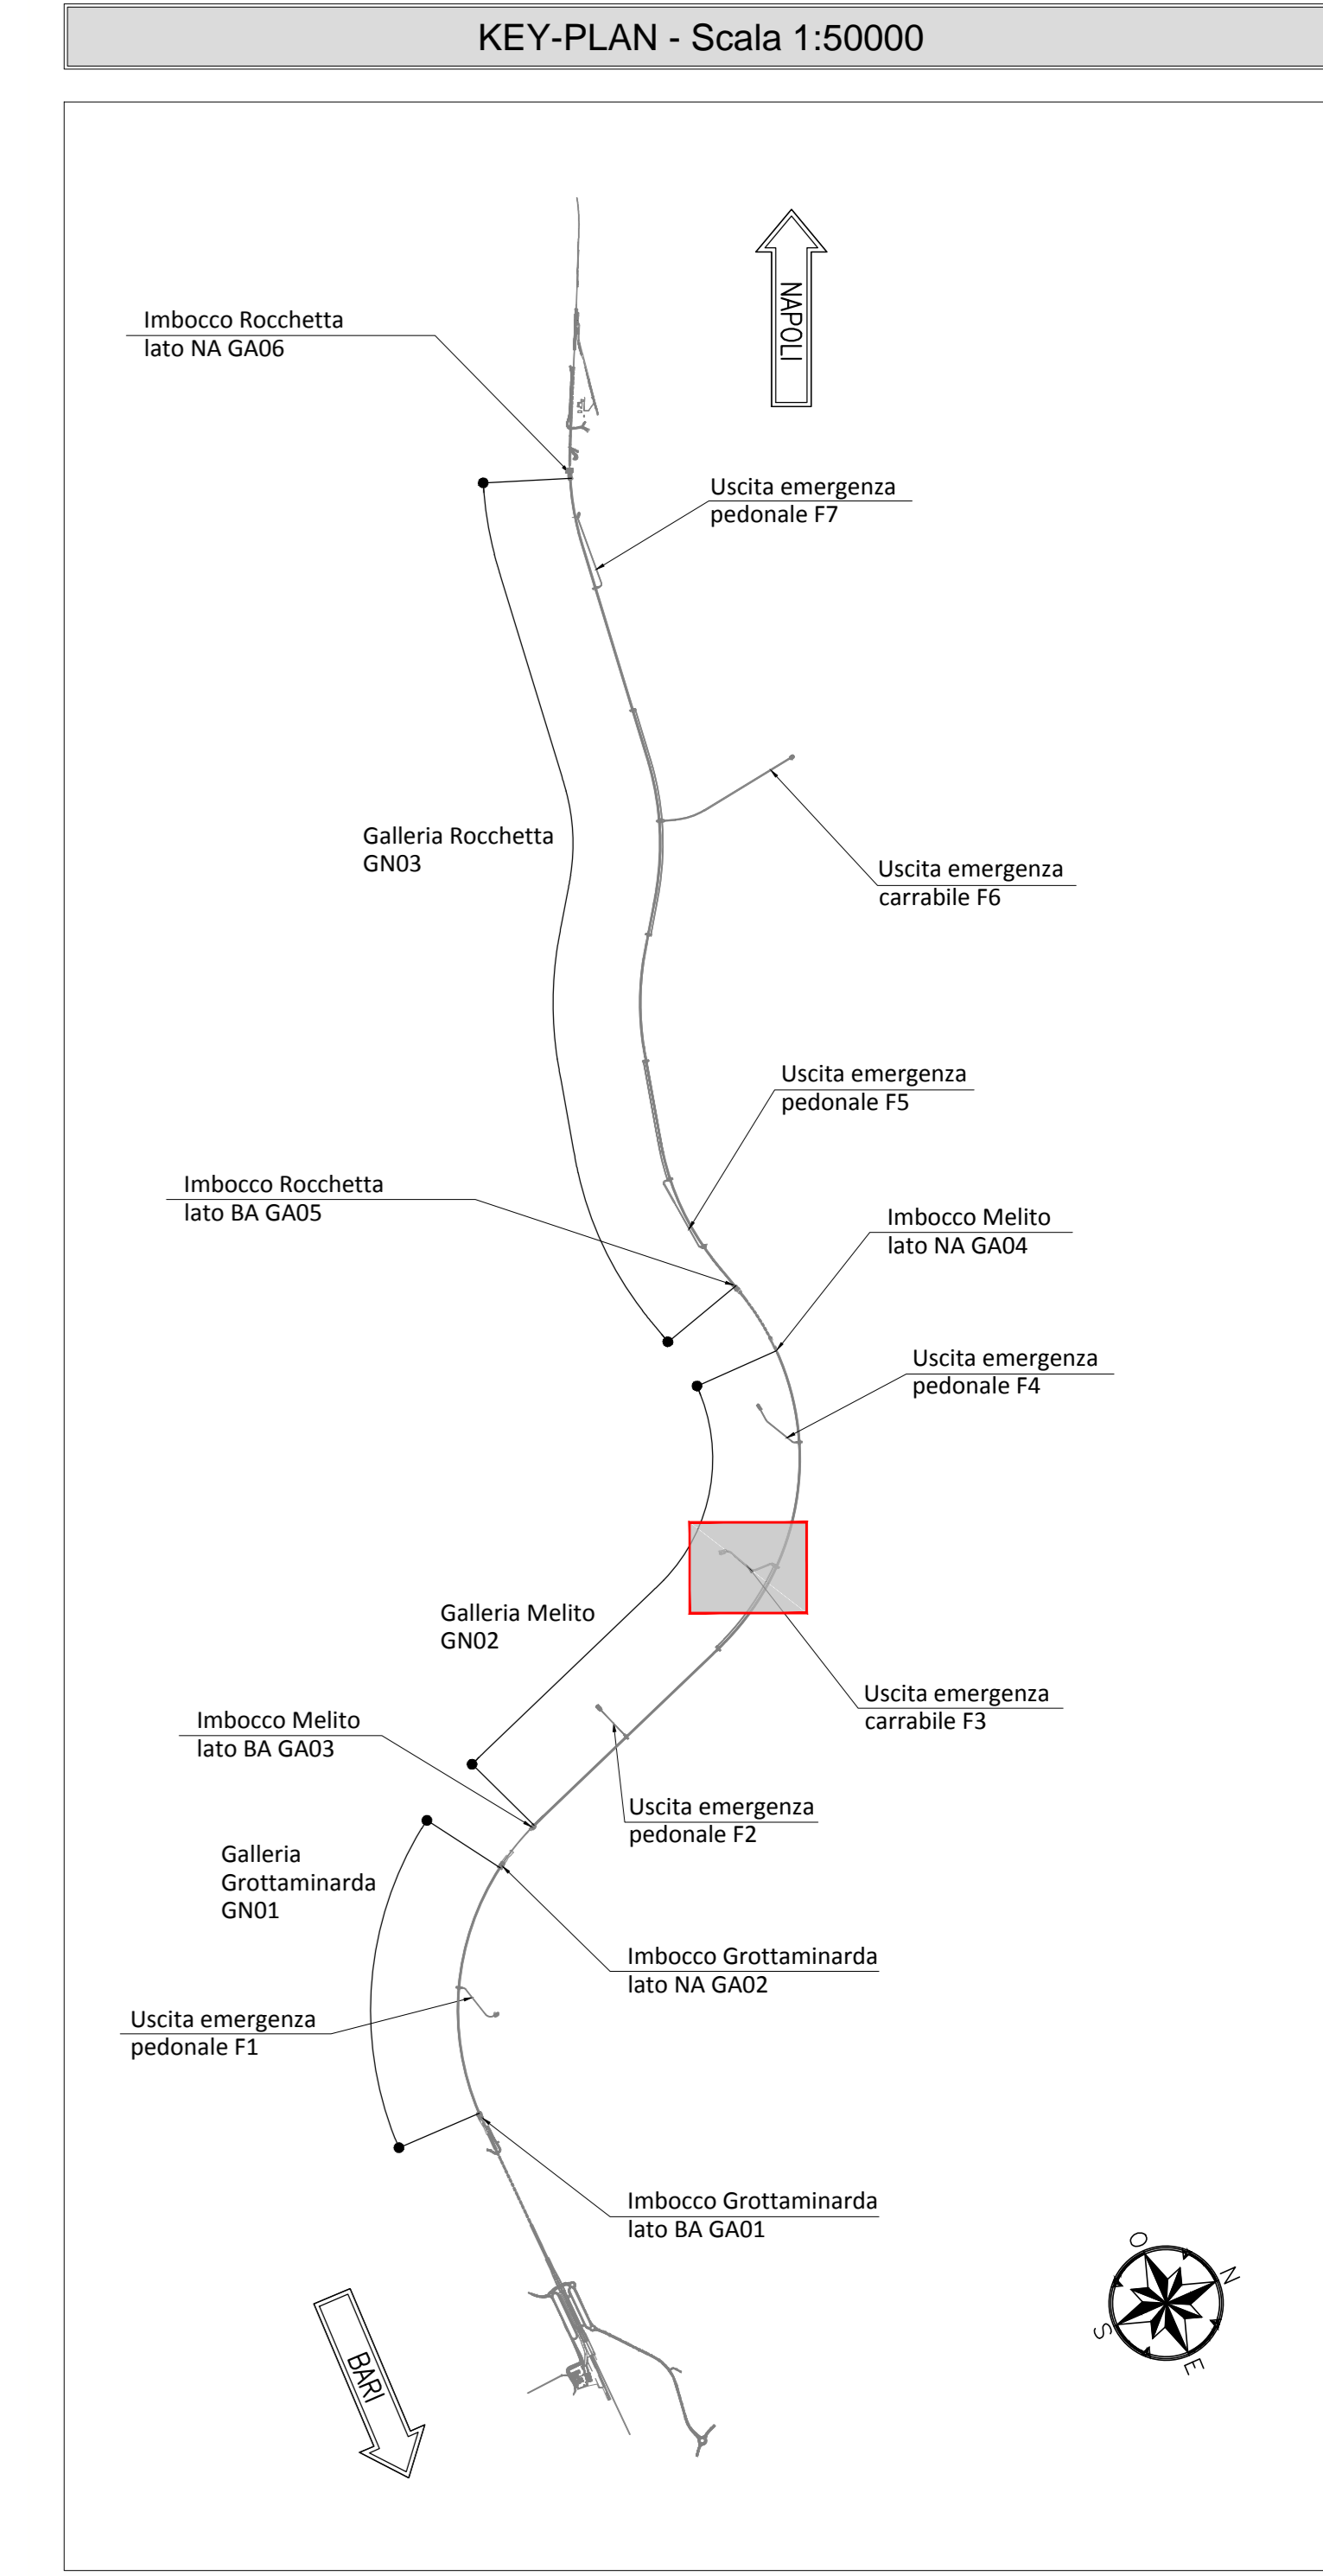 KEY-PLAN - Scala 1:50000
NAPOLI
Imbocco Rocchetta
lato NA GA06
Uscita emergenza
pedonale F7
Galleria Rocchetta
GN03
Uscita emergenza
carrabile F6
Uscita emergenza
pedonale F5
Imbocco Rocchetta
lato BA GA05
Imbocco Melito
lato NA GA04
Uscita emergenza
pedonale F4
Galleria Melito
GN02
Uscita emergenza
carrabile F3
Imbocco Melito
lato BA GA03
Uscita emergenza
pedonale F2
Galleria
Grottaminarda
GN01
Imbocco Grottaminarda
lato NA GA02
Uscita emergenza
pedonale F1
Imbocco Grottaminarda
lato BA GA01
BARI
O
N
S
E